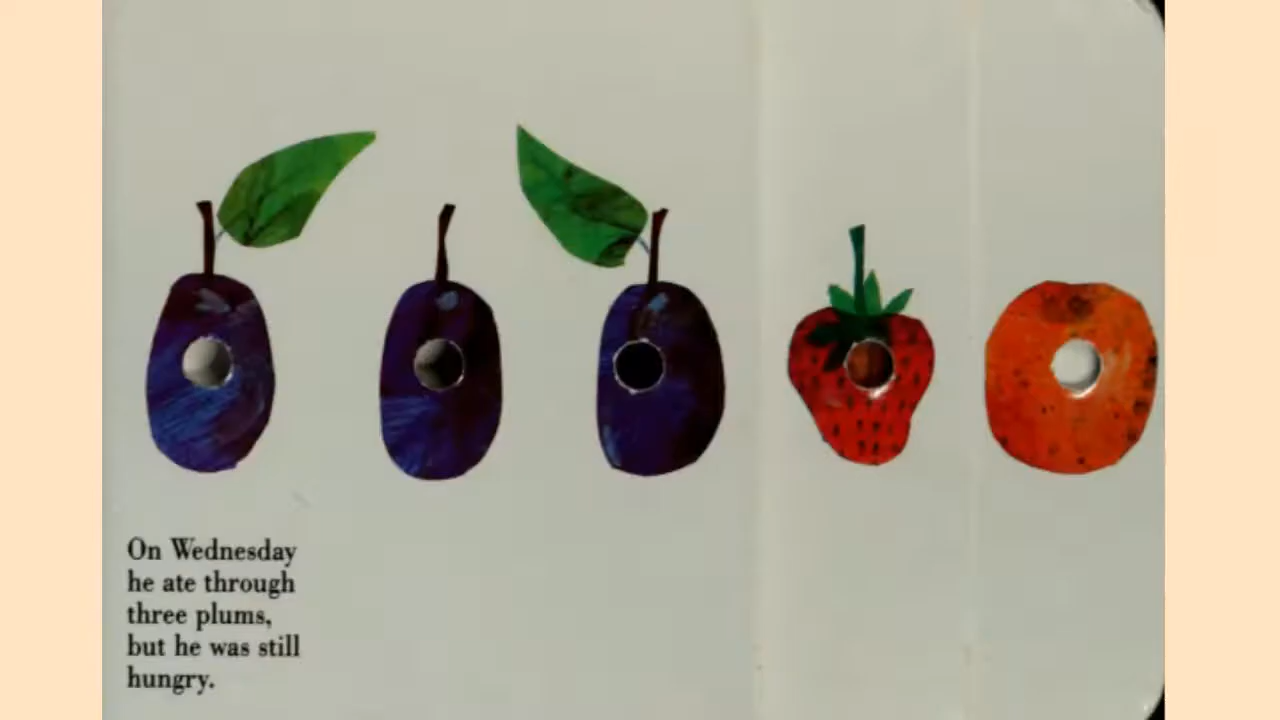 On Wednesday
he ate through
three plums,
but he was still
hungry.